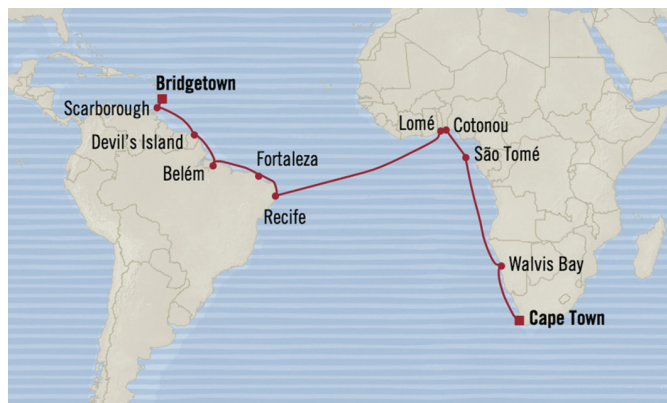 Bridgetown
Scarborough
Devil's Island
Belém
Fortaleza
Recife
Lomé
Cotonou
São Tomé
Walvis Bay
Cape Town